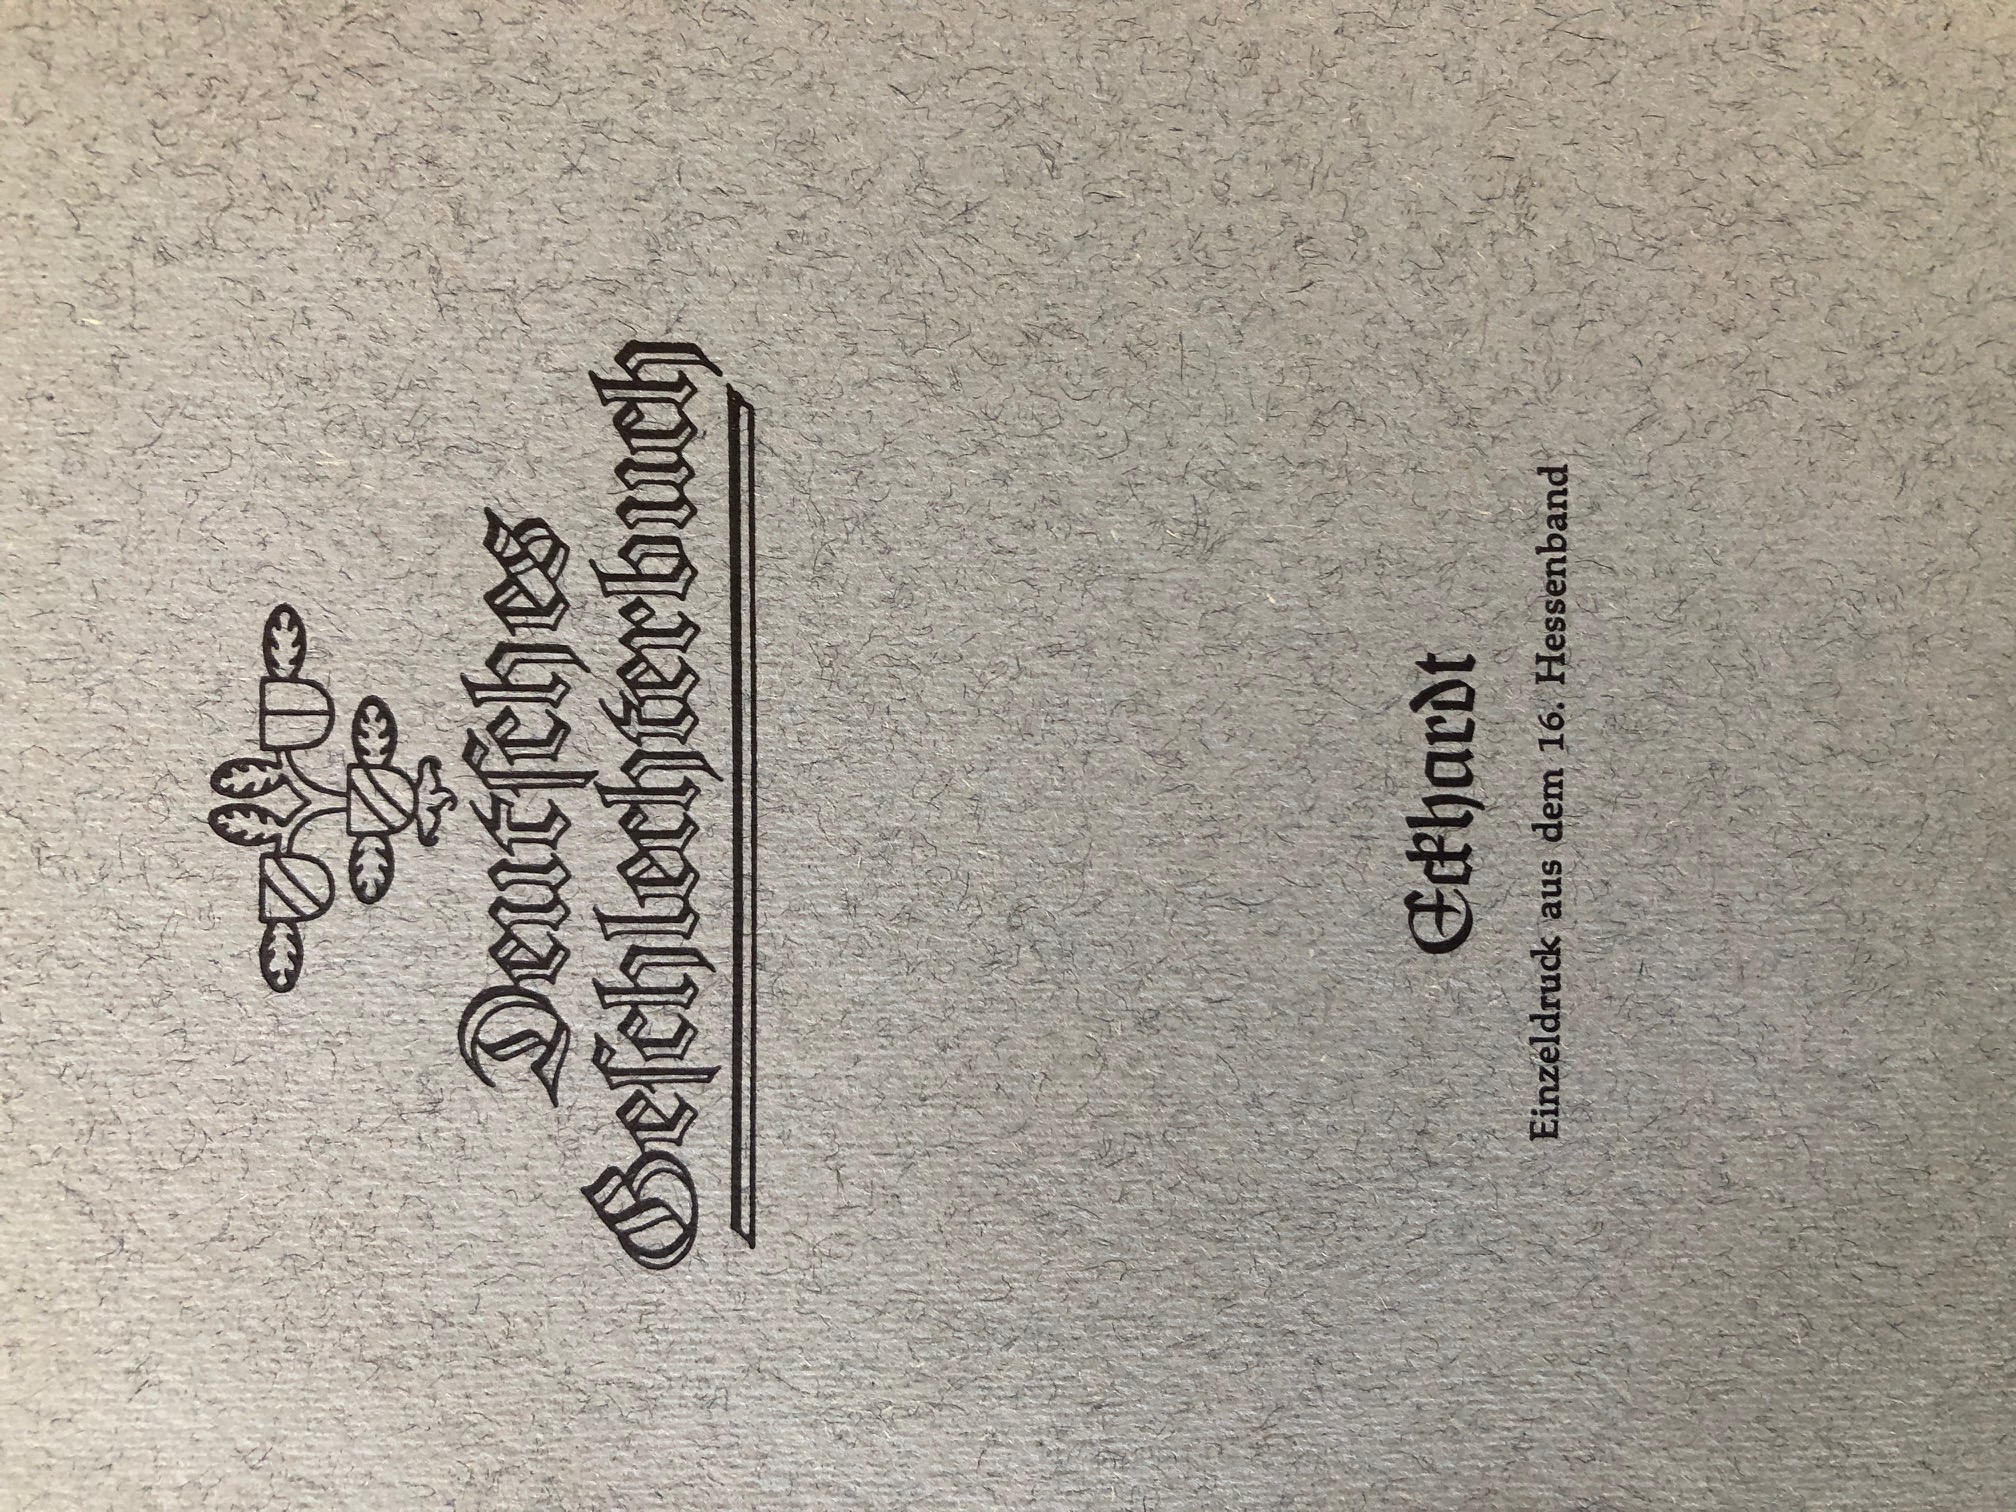 Deutſches
Geſchlechterbuch
Eckhardt
Einzeldruck aus dem 16. Hessenband